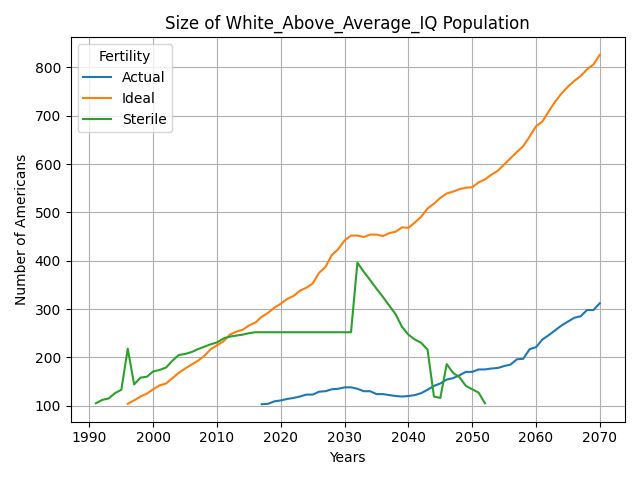 Size of White_Above_Average_IQ Population
Fertility
Actual
Ideal
Sterile
Number of Americans
800
700
600
500
400
300
200
100
1990 2000 2010 2020 2030 2040 2050 2060 2070
Years